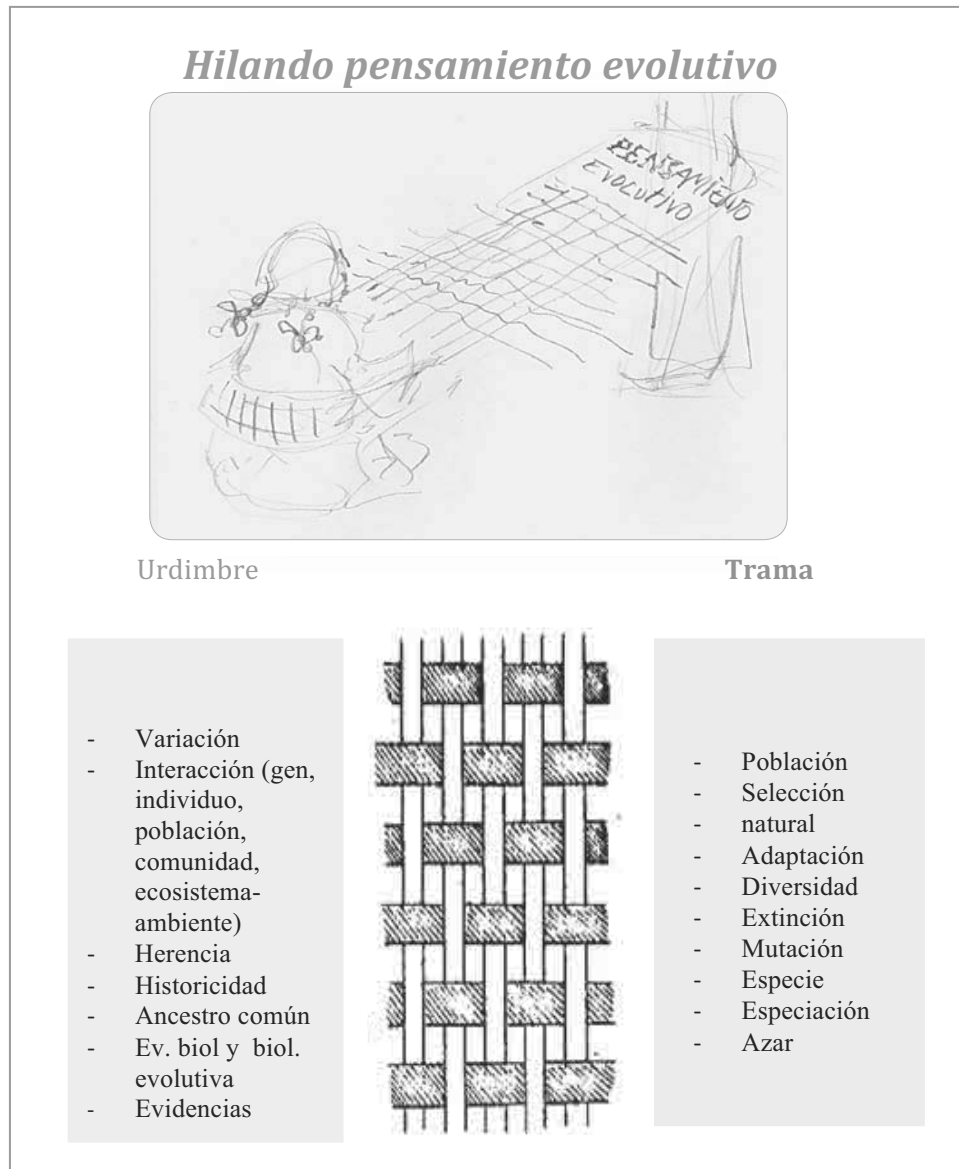 Hilando pensamiento evolutivo
PENSAMIENTO
EVOLUTIVO
Urdimbre
Trama
- Variación
- Interacción (gen,
individuo,
población,
comunidad,
ecosistema-
ambiente)
- Herencia
- Historicidad
- Ancestro común
- Ev. biol y biol.
evolutiva
- Evidencias
- Población
- Selección
- natural
- Adaptación
- Diversidad
- Extinción
- Mutación
- Especie
- Especiación
- Azar